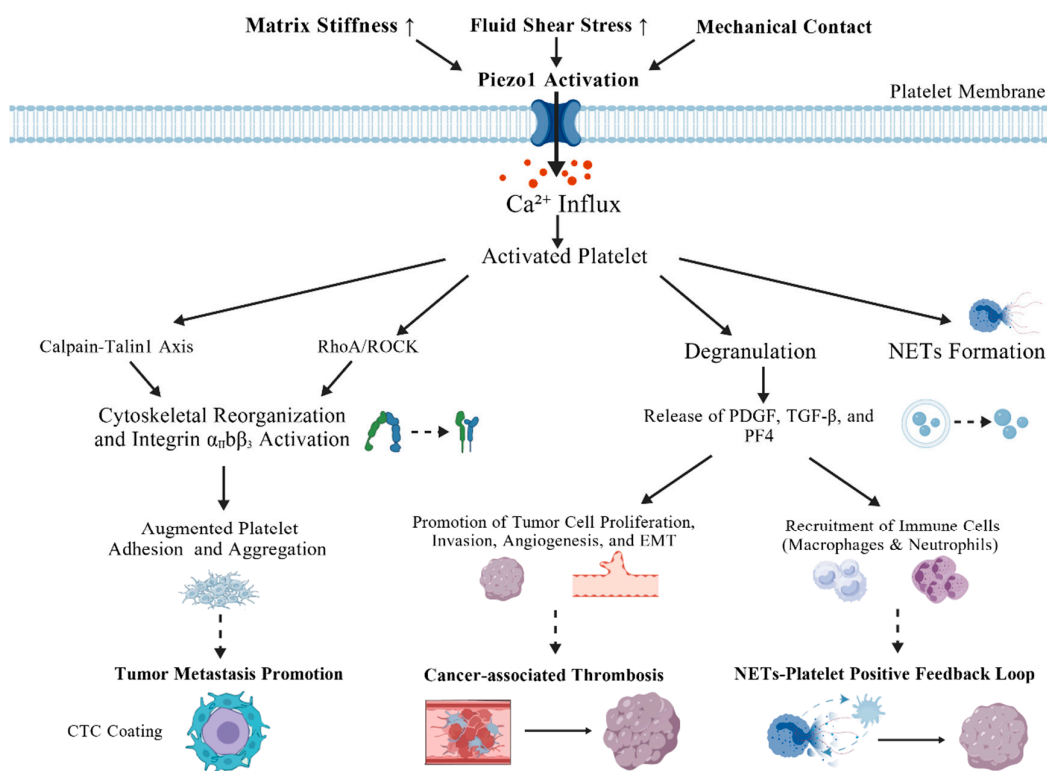 Matrix Stiffness ↑
Fluid Shear Stress ↑
Mechanical Contact
Piezo1 Activation
Platelet Membrane
Ca²⁺ Influx
Activated Platelet
Calpain-Talin1 Axis
RhoA/ROCK
Degranulation
NETs Formation
Cytoskeletal Reorganization
and Integrin αIIbβ₃ Activation
Release of PDGF, TGF-β, and
PF4
Augmented Platelet
Adhesion and Aggregation
Promotion of Tumor Cell Proliferation,
Invasion, Angiogenesis, and EMT
Recruitment of Immune Cells
(Macrophages & Neutrophils)
Tumor Metastasis Promotion
Cancer-associated Thrombosis
NETs-Platelet Positive Feedback Loop
CTC Coating